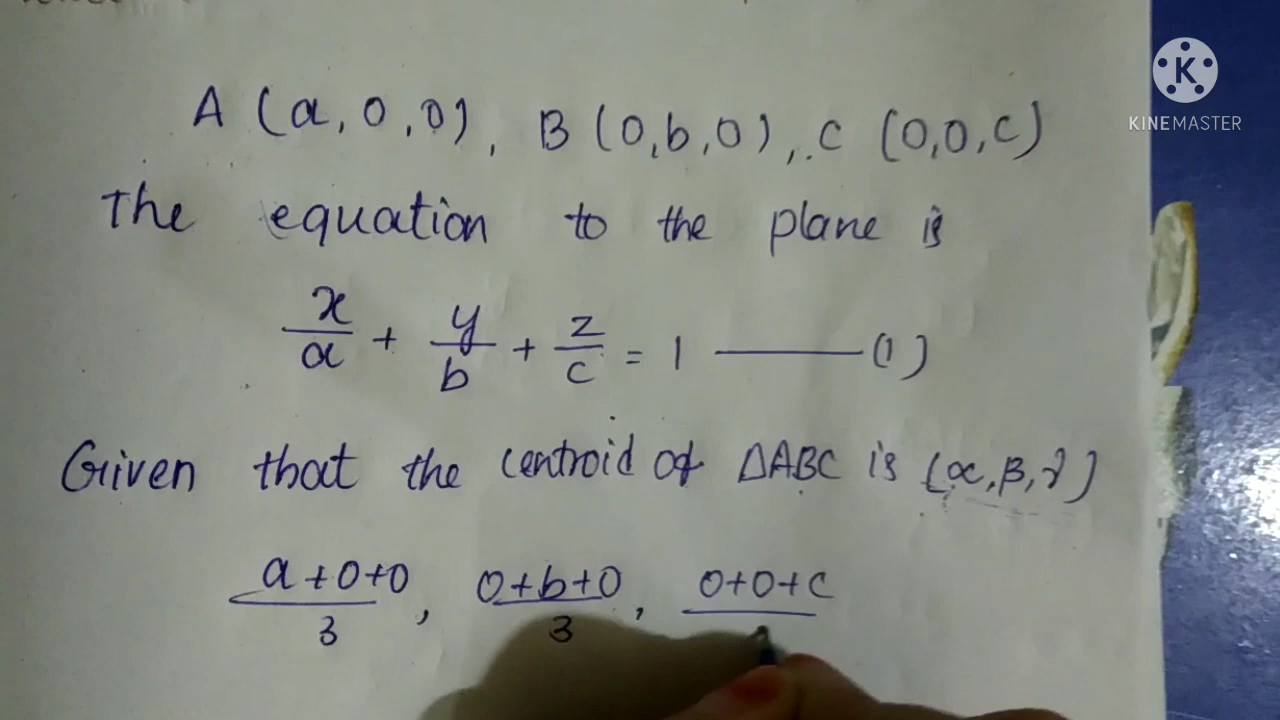 K
KINEMASTER
A (a, 0, 0), B (0, b, 0), C (0, 0, c)
The equation to the plane is
x/a + y/b + z/c = 1 ——— (1)
Given that the centroid of ΔABC is (α, β, γ)
a+0+0/3, 0+b+0/3, 0+0+c